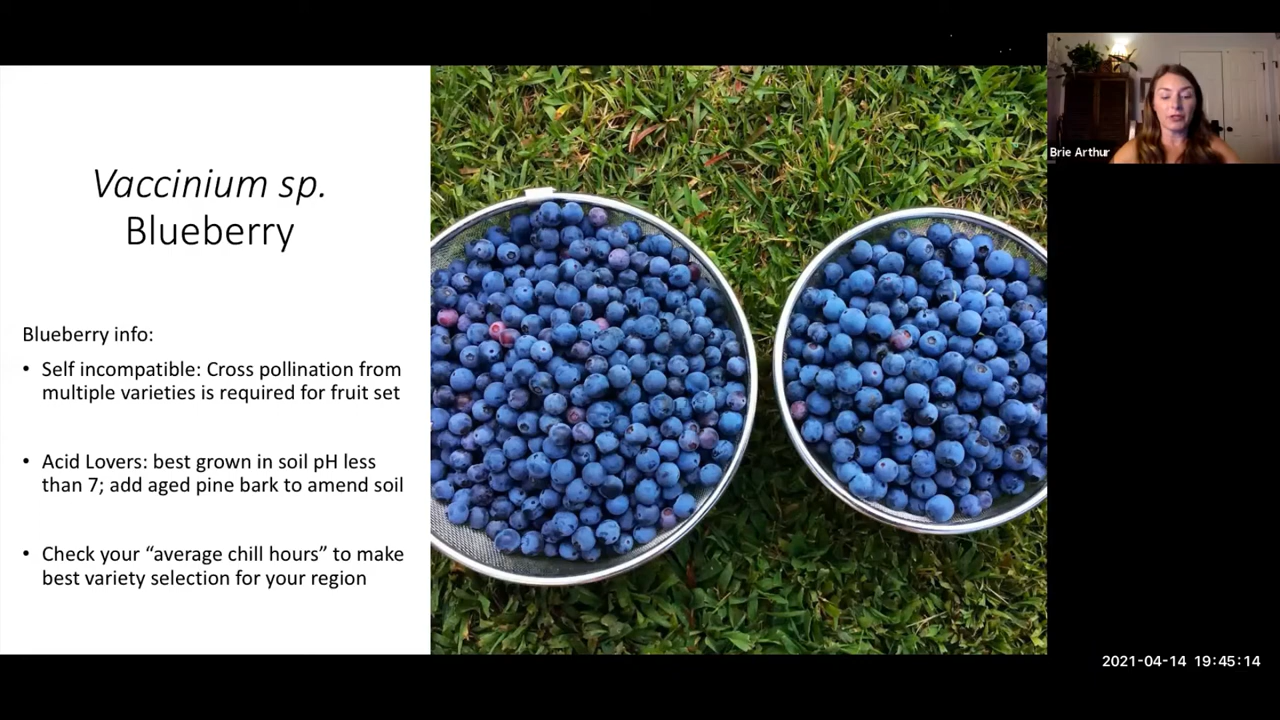 Vaccinium sp.
Blueberry
Blueberry info:
• Self incompatible: Cross pollination from
multiple varieties is required for fruit set
• Acid Lovers: best grown in soil pH less
than 7; add aged pine bark to amend soil
• Check your “average chill hours” to make
best variety selection for your region
Brie Arthur
2021-04-14 19:45:14